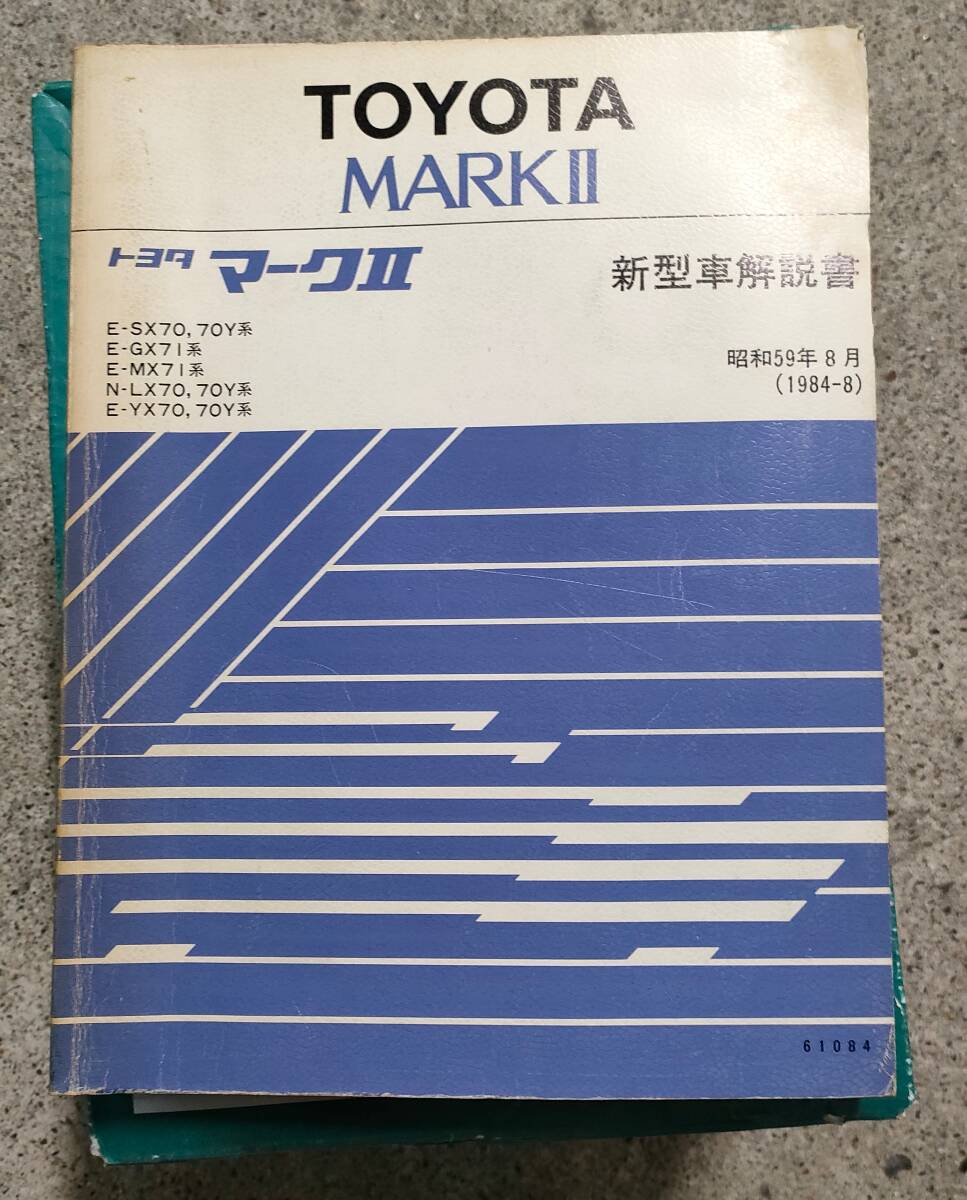 TOYOTA
MARK II
トヨタ マークII
新型車解説書
E-SX70, 70Y系
E-GX71系
E-MX71系
N-LX70, 70Y系
E-YX70, 70Y系
昭和59年8月
(1984-8)
61084